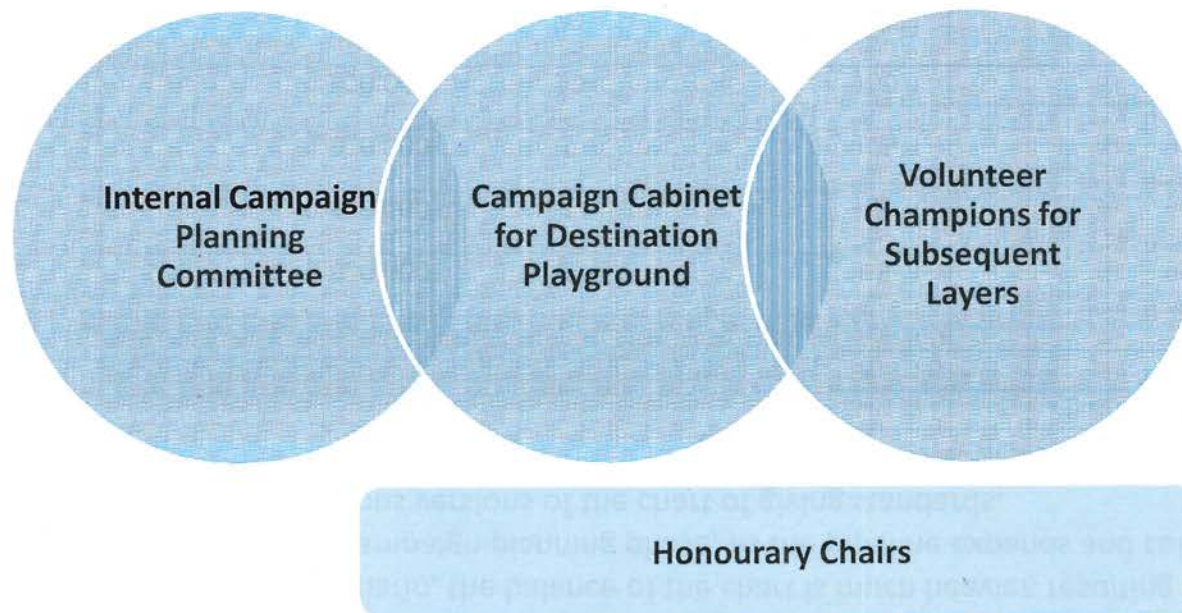 Internal Campaign
Planning
Committee
Campaign Cabinet
for Destination
Playground
Volunteer
Champions for
Subsequent
Layers
Honourary Chairs